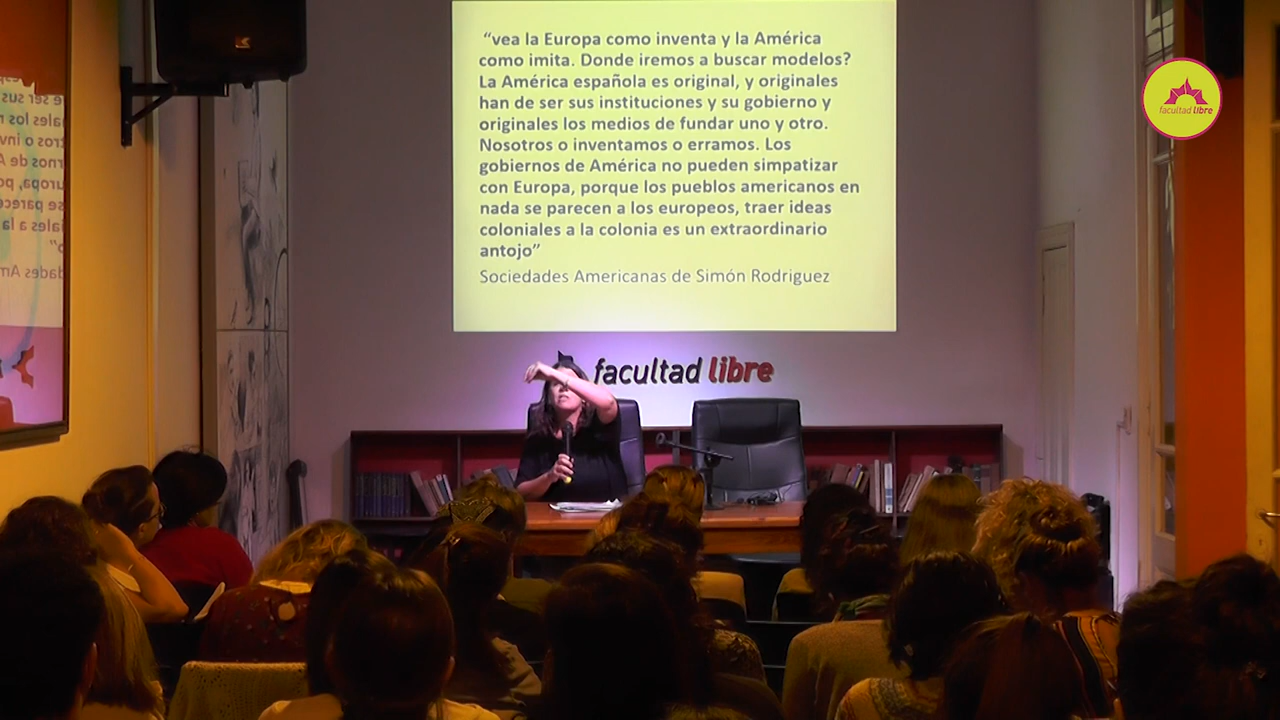 “vea la Europa como inventa y la América
como imita. Donde iremos a buscar modelos?
La América española es original, y originales
han de ser sus instituciones y su gobierno y
originales los medios de fundar uno y otro.
Nosotros o inventamos o erramos. Los
gobiernos de América no pueden simpatizar
con Europa, porque los pueblos americanos en
nada se parecen a los europeos, traer ideas
coloniales a la colonia es un extraordinario
antojo”
Sociedades Americanas de Simón Rodriguez
facultad libre
facultad libre